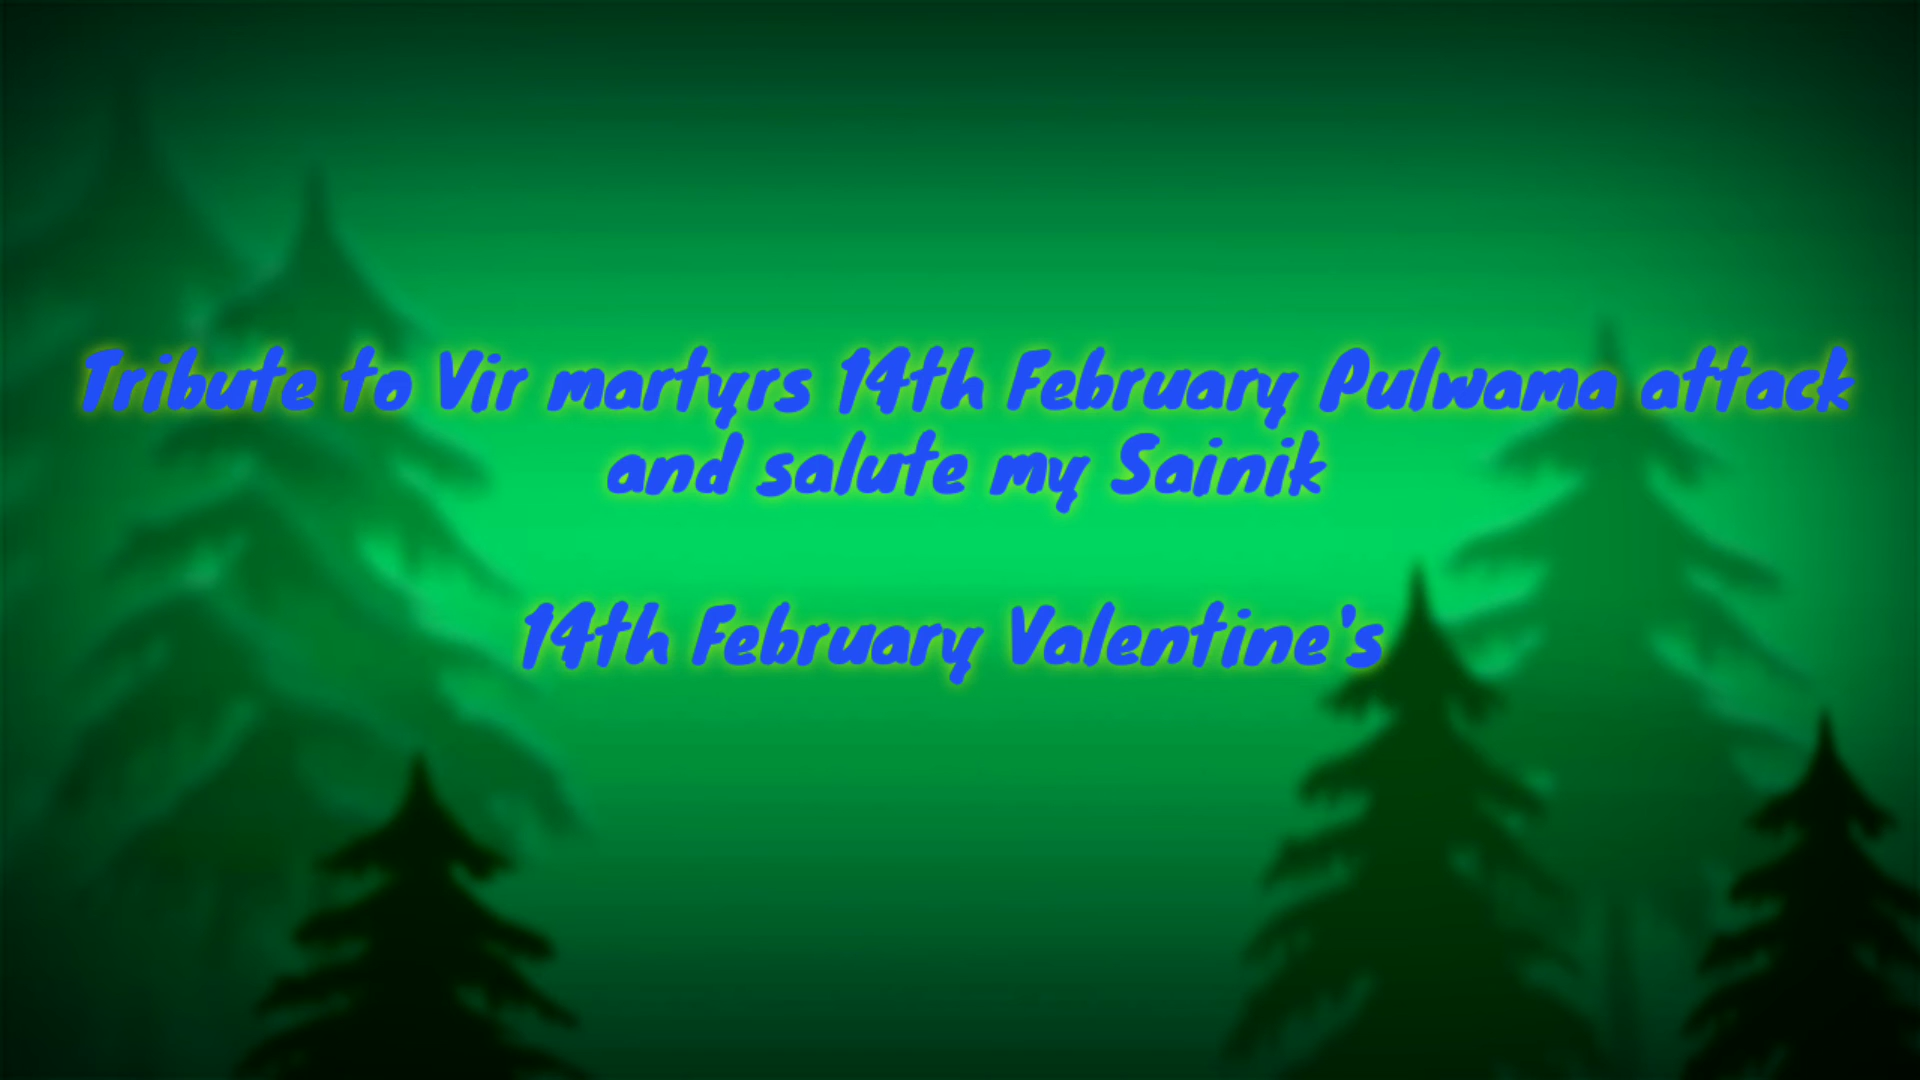 Tribute to Vir martyrs 14th February Pulwama attack
and salute my Sainik
14th February Valentine's